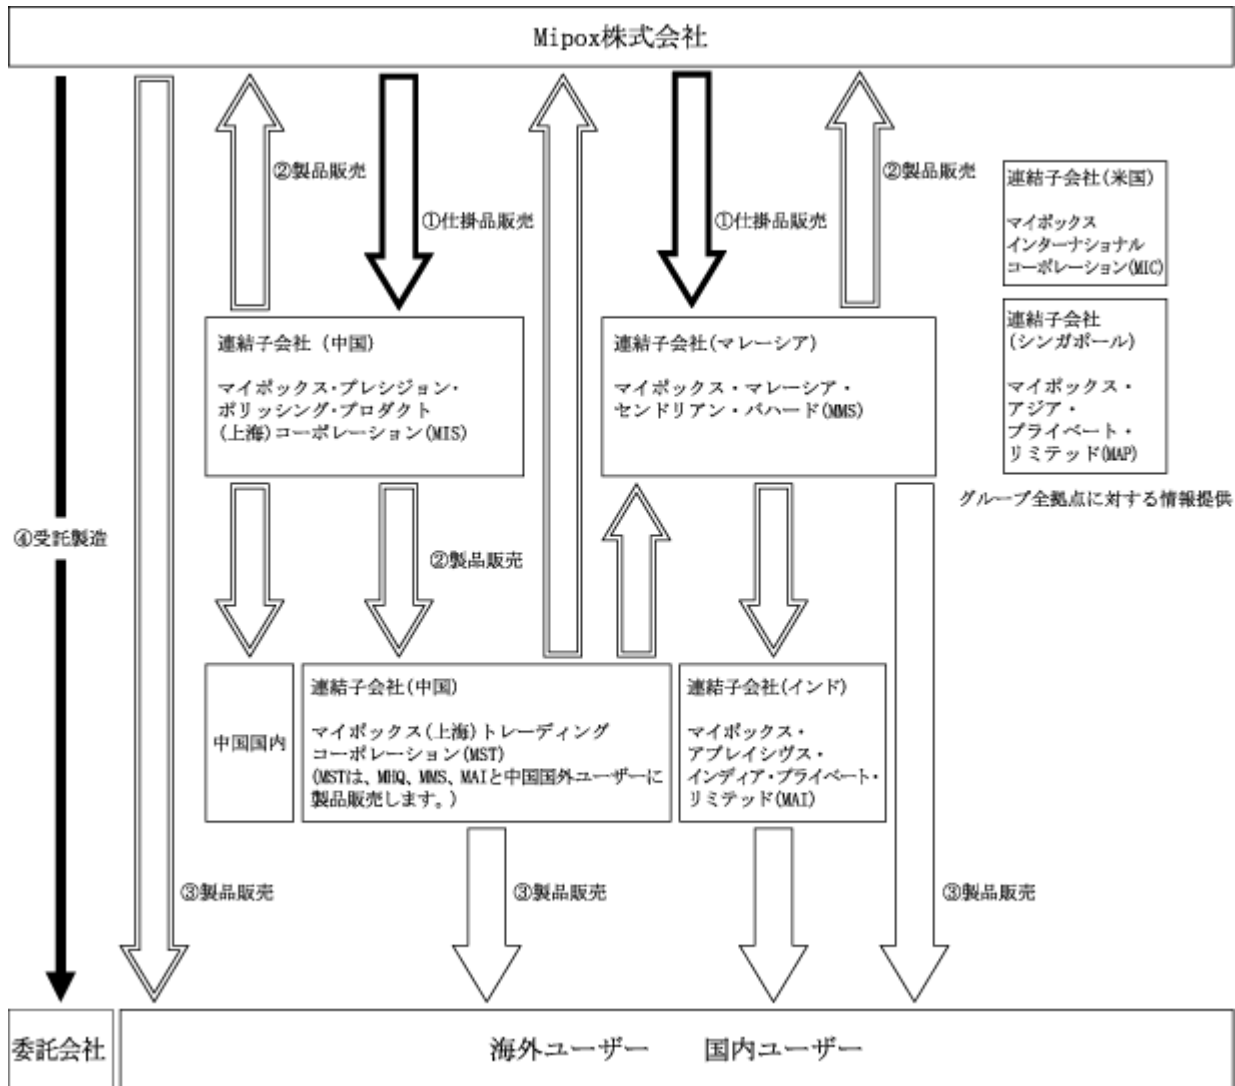 Mipox株式会社
②製品販売
①仕掛品販売
①仕掛品販売
②製品販売
連結子会社(米国)
マイポックス
インターナショナル
コーポレーション(MIC)
連結子会社
(シンガポール)
マイポックス・
アジア・
プライベート・
リミテッド(MAP)
グループ全拠点に対する情報提供
連結子会社 (中国)
マイポックス・プレシジョン・
ポリッシング・プロダクト
(上海)コーポレーション(MIS)
連結子会社(マレーシア)
マイポックス・マレーシア・
センドリアン・バハード(MMS)
④受託製造
②製品販売
中国国内
連結子会社(中国)
マイポックス(上海)トレーディング
コーポレーション(MST)
(MSTは、MHQ、MMS、MAIと中国国外ユーザーに
製品販売します。)
連結子会社(インド)
マイポックス・
アブレイシヴス・
インディア・プライベート・
リミテッド(MAI)
③製品販売
③製品販売
③製品販売
委託会社
海外ユーザー 国内ユーザー